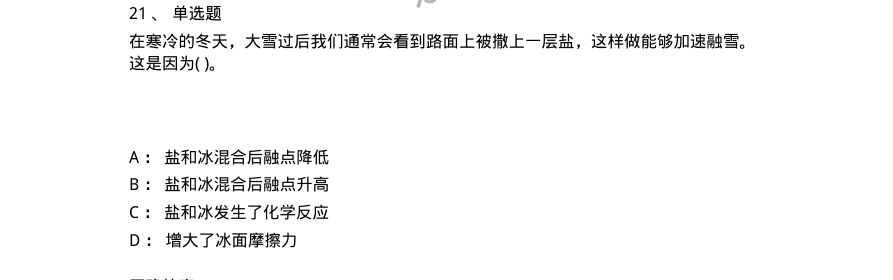 21 、 单选题
在寒冷的冬天，大雪过后我们通常会看到路面上被撒上一层盐，这样做能够加速融雪。
这是因为( )。
A ： 盐和冰混合后融点降低
B ： 盐和冰混合后融点升高
C ： 盐和冰发生了化学反应
D ： 增大了冰面摩擦力